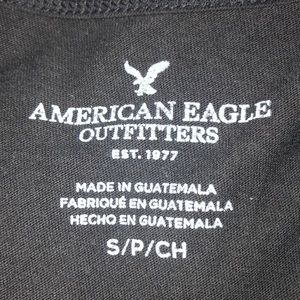 AMERICAN EAGLE
OUTFITTERS
EST. 1977
MADE IN GUATEMALA
FABRIQUÉ EN GUATEMALA
HECHO EN GUATEMALA
S/P/CH